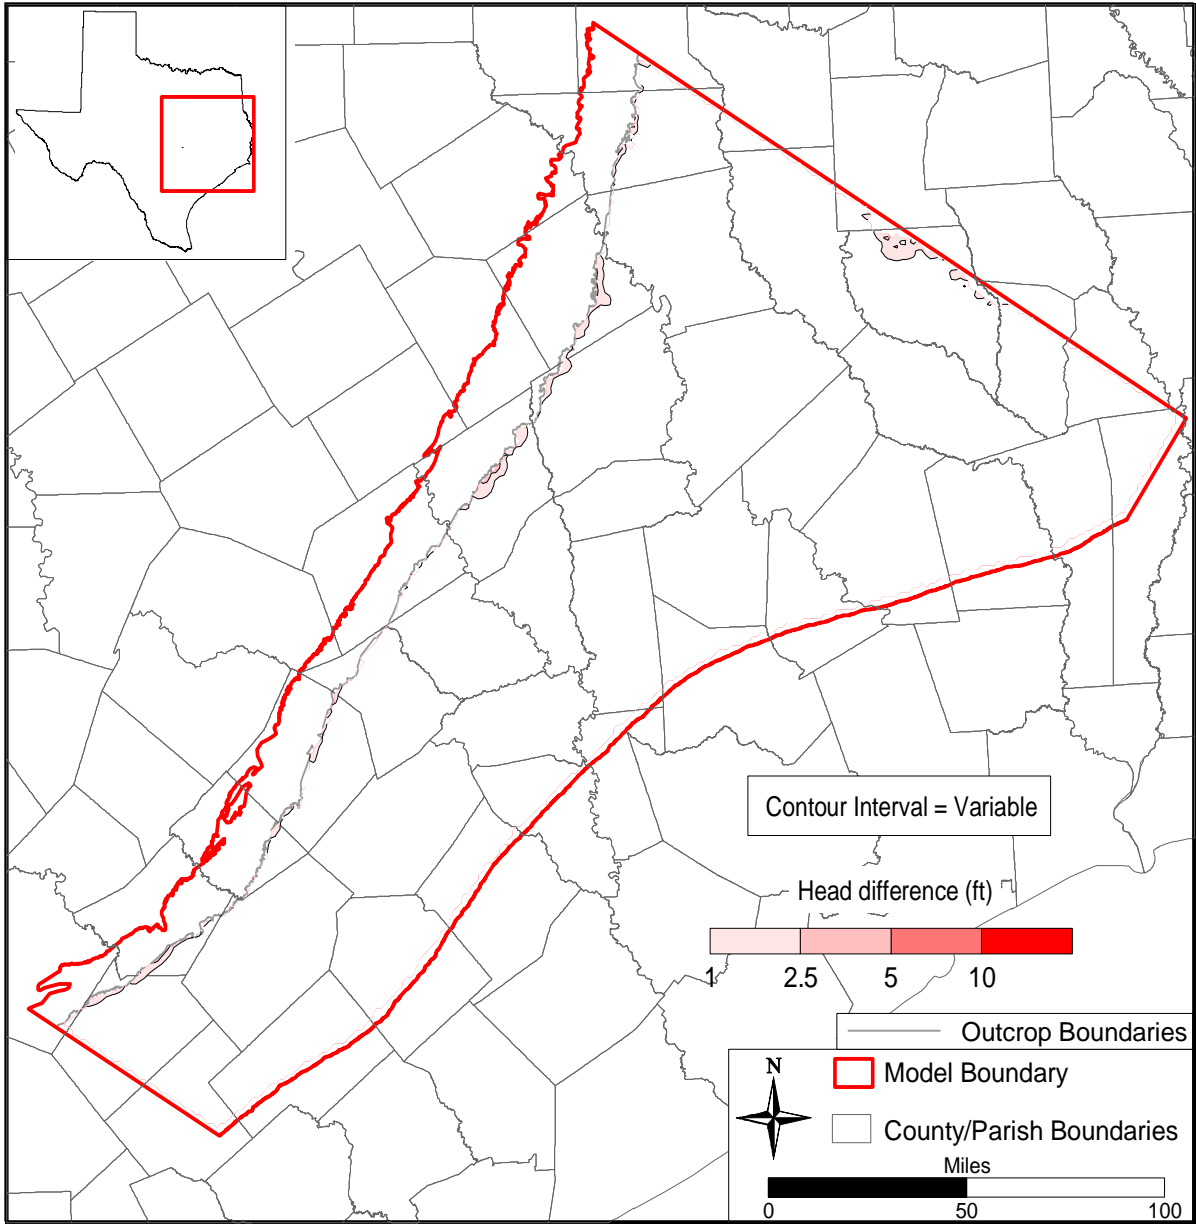 Contour Interval = Variable
Head difference (ft)
1 2.5 5 10
Outcrop Boundaries
N
Model Boundary
County/Parish Boundaries
Miles
0 50 100